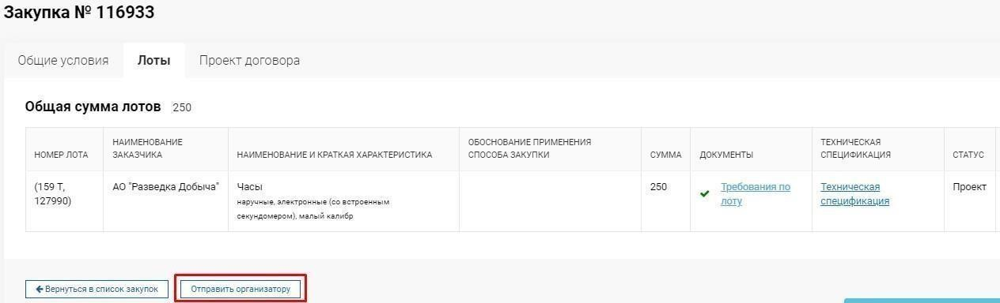 Закупка № 116933
Общие условия Лоты Проект договора
Общая сумма лотов 250
НОМЕР ЛОТА
НАИМЕНОВАНИЕ
ЗАКАЗЧИКА
НАИМЕНОВАНИЕ И КРАТКАЯ ХАРАКТЕРИСТИКА
ОБОСНОВАНИЕ ПРИМЕНЕНИЯ
СПОСОБА ЗАКУПКИ
СУММА
ДОКУМЕНТЫ
ТЕХНИЧЕСКАЯ
СПЕЦИФИКАЦИЯ
СТАТУС
(159 Т,
127990)
АО "Разведка Добыча"
Часы
наручные, электронные (со встроенным
секундомером), малый калибр
250
Требования по
лоту
Техническая
спецификация
Проект
Вернуться в список закупок
Отправить организатору